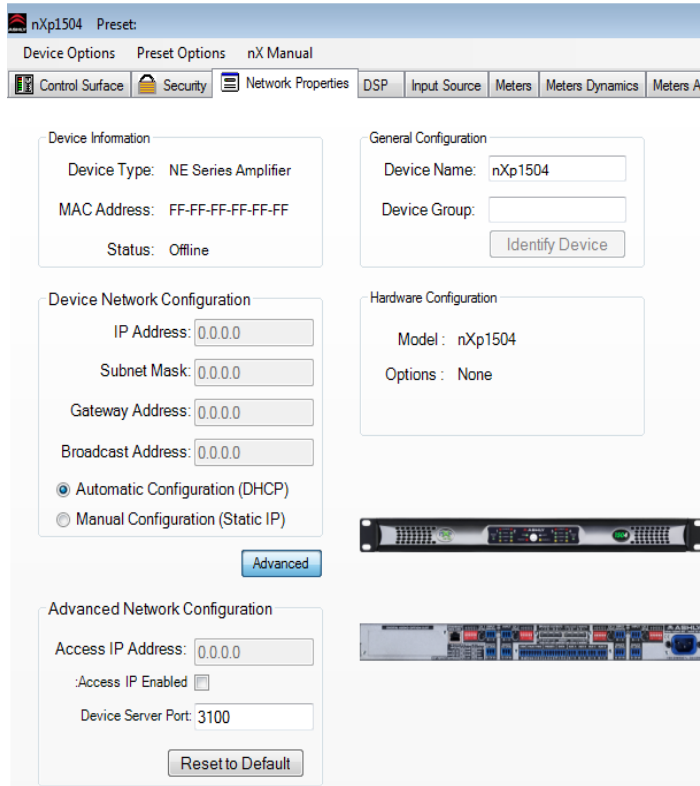 nXp1504 Preset:
Device Options Preset Options nX Manual
Control Surface Security Network Properties DSP Input Source Meters Meters Dynamics Meters A
Device Information
Device Type: NE Series Amplifier
MAC Address: FF-FF-FF-FF-FF-FF
Status: Offline
General Configuration
Device Name: nXp1504
Device Group:
Identify Device
Device Network Configuration
IP Address: 0.0.0.0
Subnet Mask: 0.0.0.0
Gateway Address: 0.0.0.0
Broadcast Address: 0.0.0.0
Automatic Configuration (DHCP)
Manual Configuration (Static IP)
Hardware Configuration
Model : nXp1504
Options : None
Advanced
Advanced Network Configuration
Access IP Address: 0.0.0.0
:Access IP Enabled
Device Server Port: 3100
Reset to Default
ASHLY
1504
ASHLY